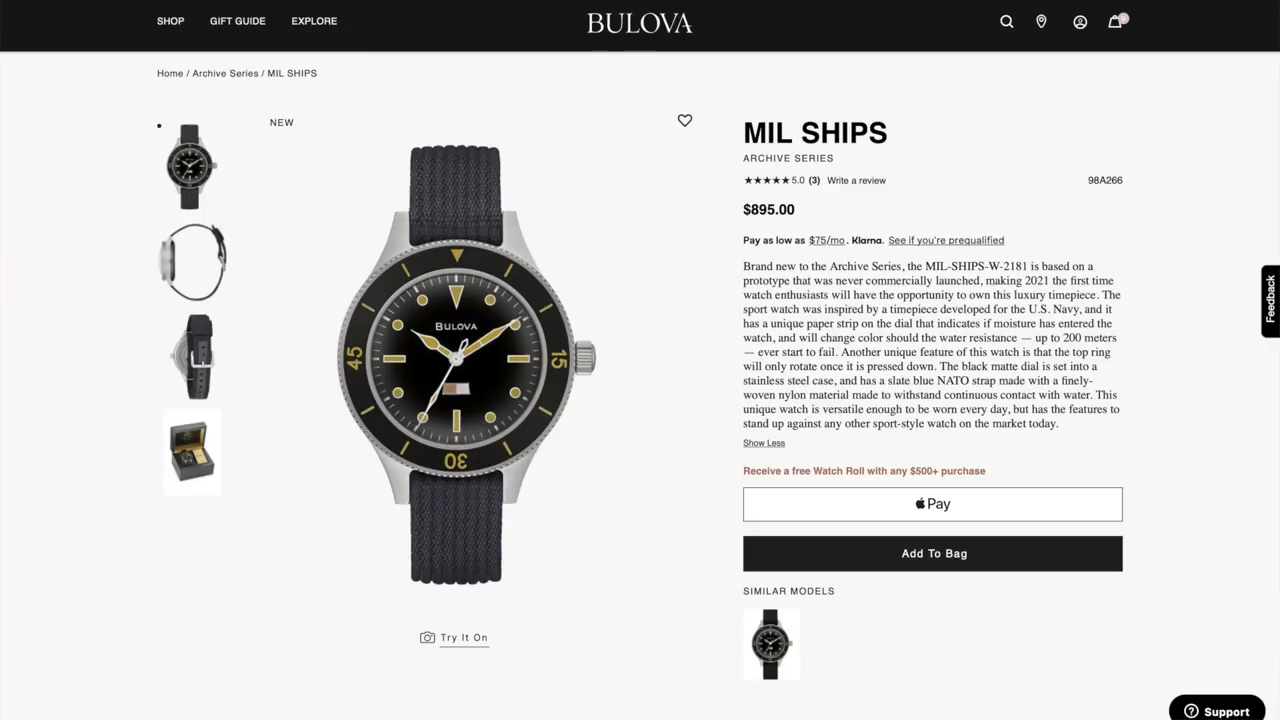 SHOP GIFT GUIDE EXPLORE BULOVA 0
Home / Archive Series / MIL SHIPS
NEW
BULOVA
45
15
30
BULOVA
Try It On
MIL SHIPS
ARCHIVE SERIES
★★★★★ 5.0 (3) Write a review 98A266
$895.00
Pay as low as $75/mo. Klarna. See if you're prequalified
Brand new to the Archive Series, the MIL-SHIPS-W-2181 is based on a
prototype that was never commercially launched, making 2021 the first time
watch enthusiasts will have the opportunity to own this luxury timepiece. The
sport watch was inspired by a timepiece developed for the U.S. Navy, and it
has a unique paper strip on the dial that indicates if moisture has entered the
watch, and will change color should the water resistance — up to 200 meters
— ever start to fail. Another unique feature of this watch is that the top ring
will only rotate once it is pressed down. The black matte dial is set into a
stainless steel case, and has a slate blue NATO strap made with a finely-
woven nylon material made to withstand continuous contact with water. This
unique watch is versatile enough to be worn every day, but has the features to
stand up against any other sport-style watch on the market today.
Show Less
Receive a free Watch Roll with any $500+ purchase
Pay
Add To Bag
SIMILAR MODELS
Feedback
Support